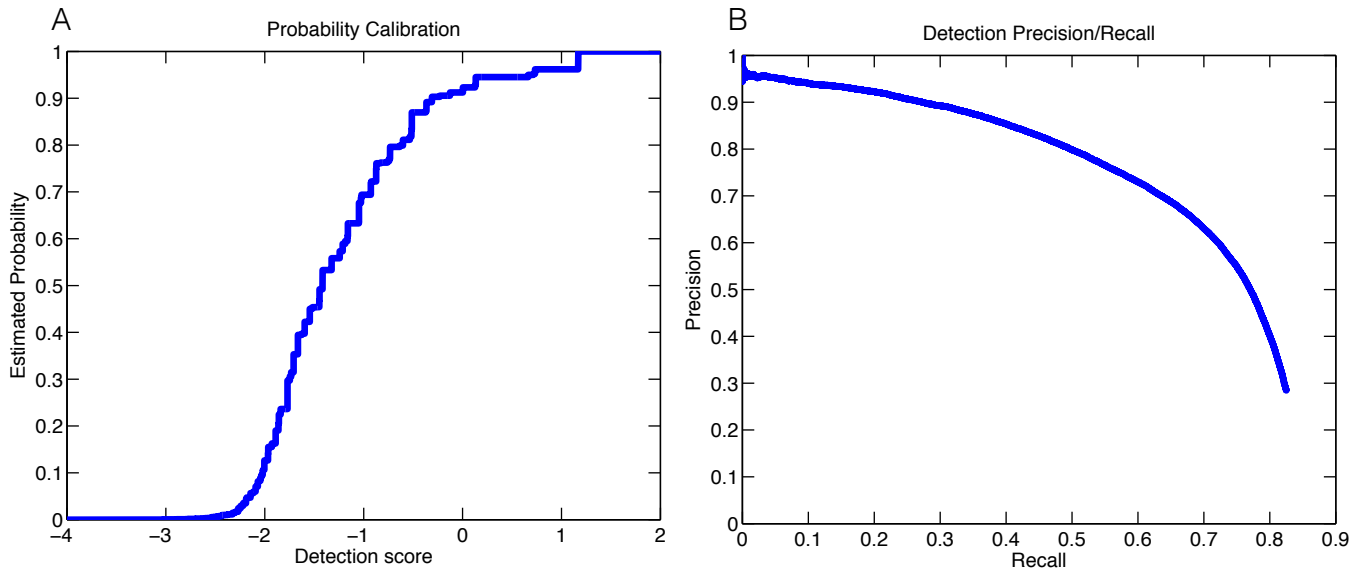 A
Probability Calibration
1
0.9
0.8
0.7
0.6
0.5
0.4
0.3
0.2
0.1
0
Estimated Probability
−4 −3 −2 −1 0 1 2
Detection score
B
Detection Precision/Recall
1
0.9
0.8
0.7
0.6
0.5
0.4
0.3
0.2
0.1
0
Precision
0 0.1 0.2 0.3 0.4 0.5 0.6 0.7 0.8 0.9
Recall